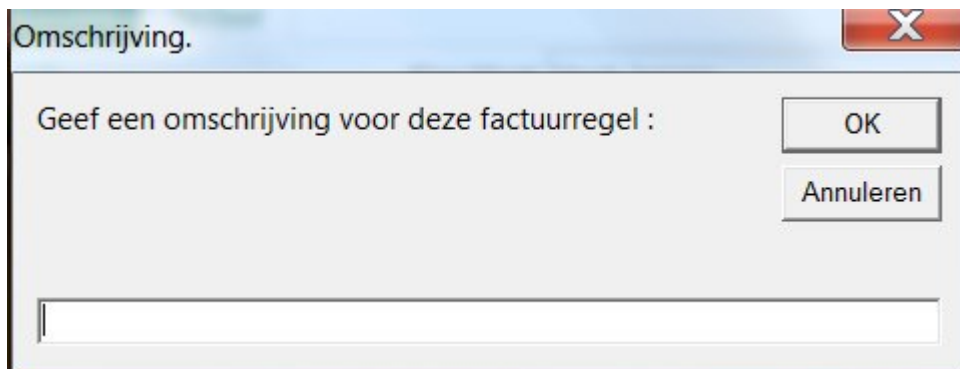 Omschrijving.
Geef een omschrijving voor deze factuurregel :
OK
Annuleren